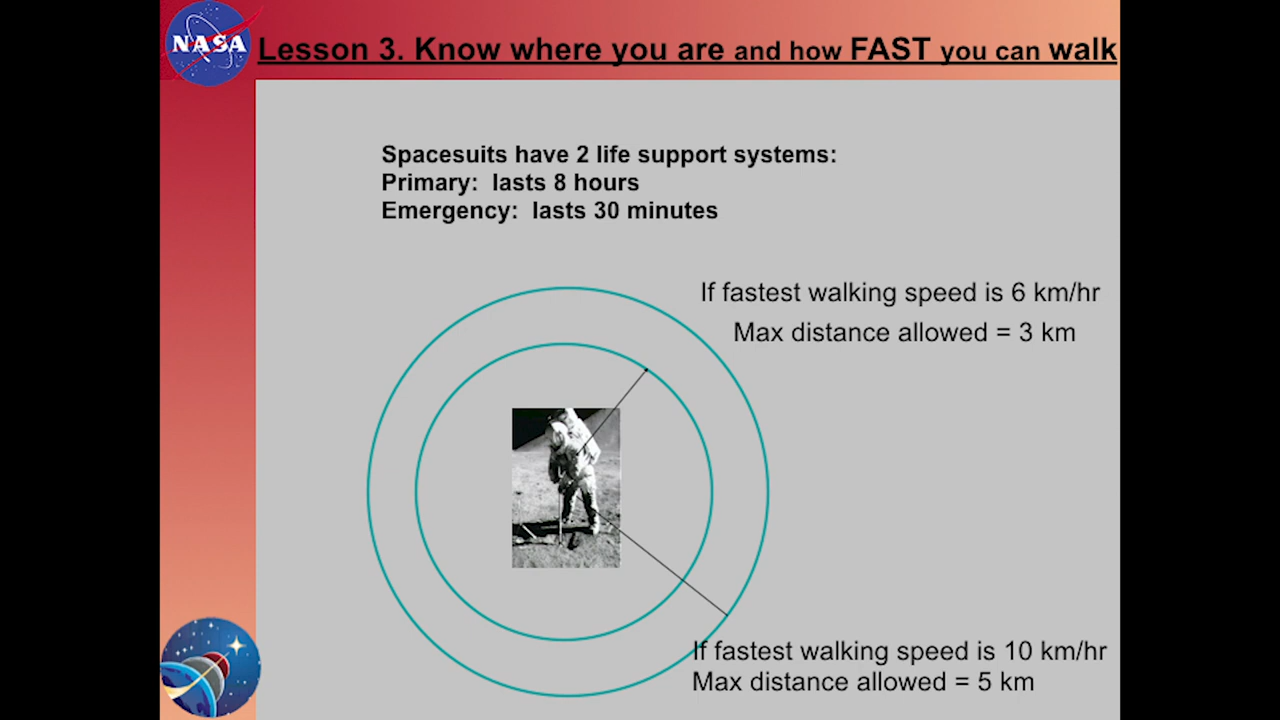 NASA
Lesson 3. Know where you are and how FAST you can walk
Spacesuits have 2 life support systems:
Primary: lasts 8 hours
Emergency: lasts 30 minutes
If fastest walking speed is 6 km/hr
Max distance allowed = 3 km
If fastest walking speed is 10 km/hr
Max distance allowed = 5 km